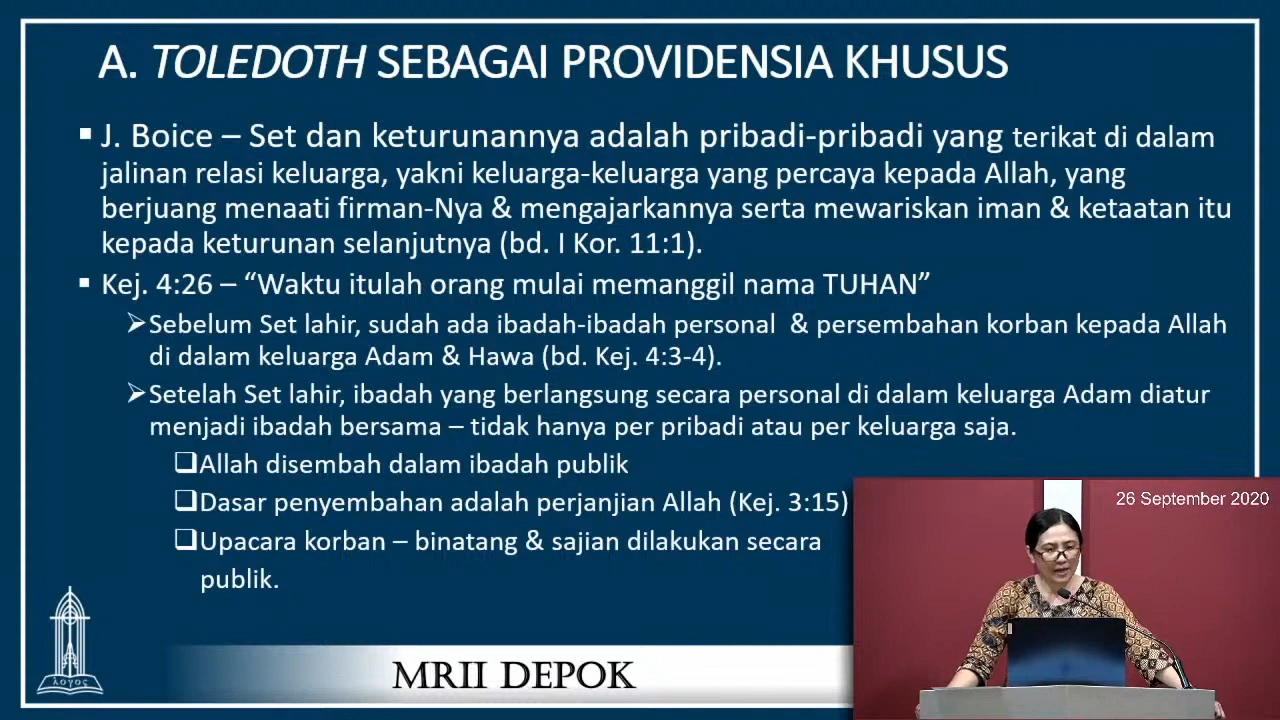 A. TOLEDOTH SEBAGAI PROVIDENSIA KHUSUS
▪ J. Boice – Set dan keturunannya adalah pribadi-pribadi yang terikat di dalam
jalinan relasi keluarga, yakni keluarga-keluarga yang percaya kepada Allah, yang
berjuang menaati firman-Nya & mengajarkannya serta mewariskan iman & ketaatan itu
kepada keturunan selanjutnya (bd. I Kor. 11:1).
▪ Kej. 4:26 – “Waktu itulah orang mulai memanggil nama TUHAN”
➢Sebelum Set lahir, sudah ada ibadah-ibadah personal & persembahan korban kepada Allah
di dalam keluarga Adam & Hawa (bd. Kej. 4:3-4).
➢Setelah Set lahir, ibadah yang berlangsung secara personal di dalam keluarga Adam diatur
menjadi ibadah bersama – tidak hanya per pribadi atau per keluarga saja.
❑Allah disembah dalam ibadah publik
❑Dasar penyembahan adalah perjanjian Allah (Kej. 3:15)
❑Upacara korban – binatang & sajian dilakukan secara
publik.
26 September 2020
λογος
MRII DEPOK